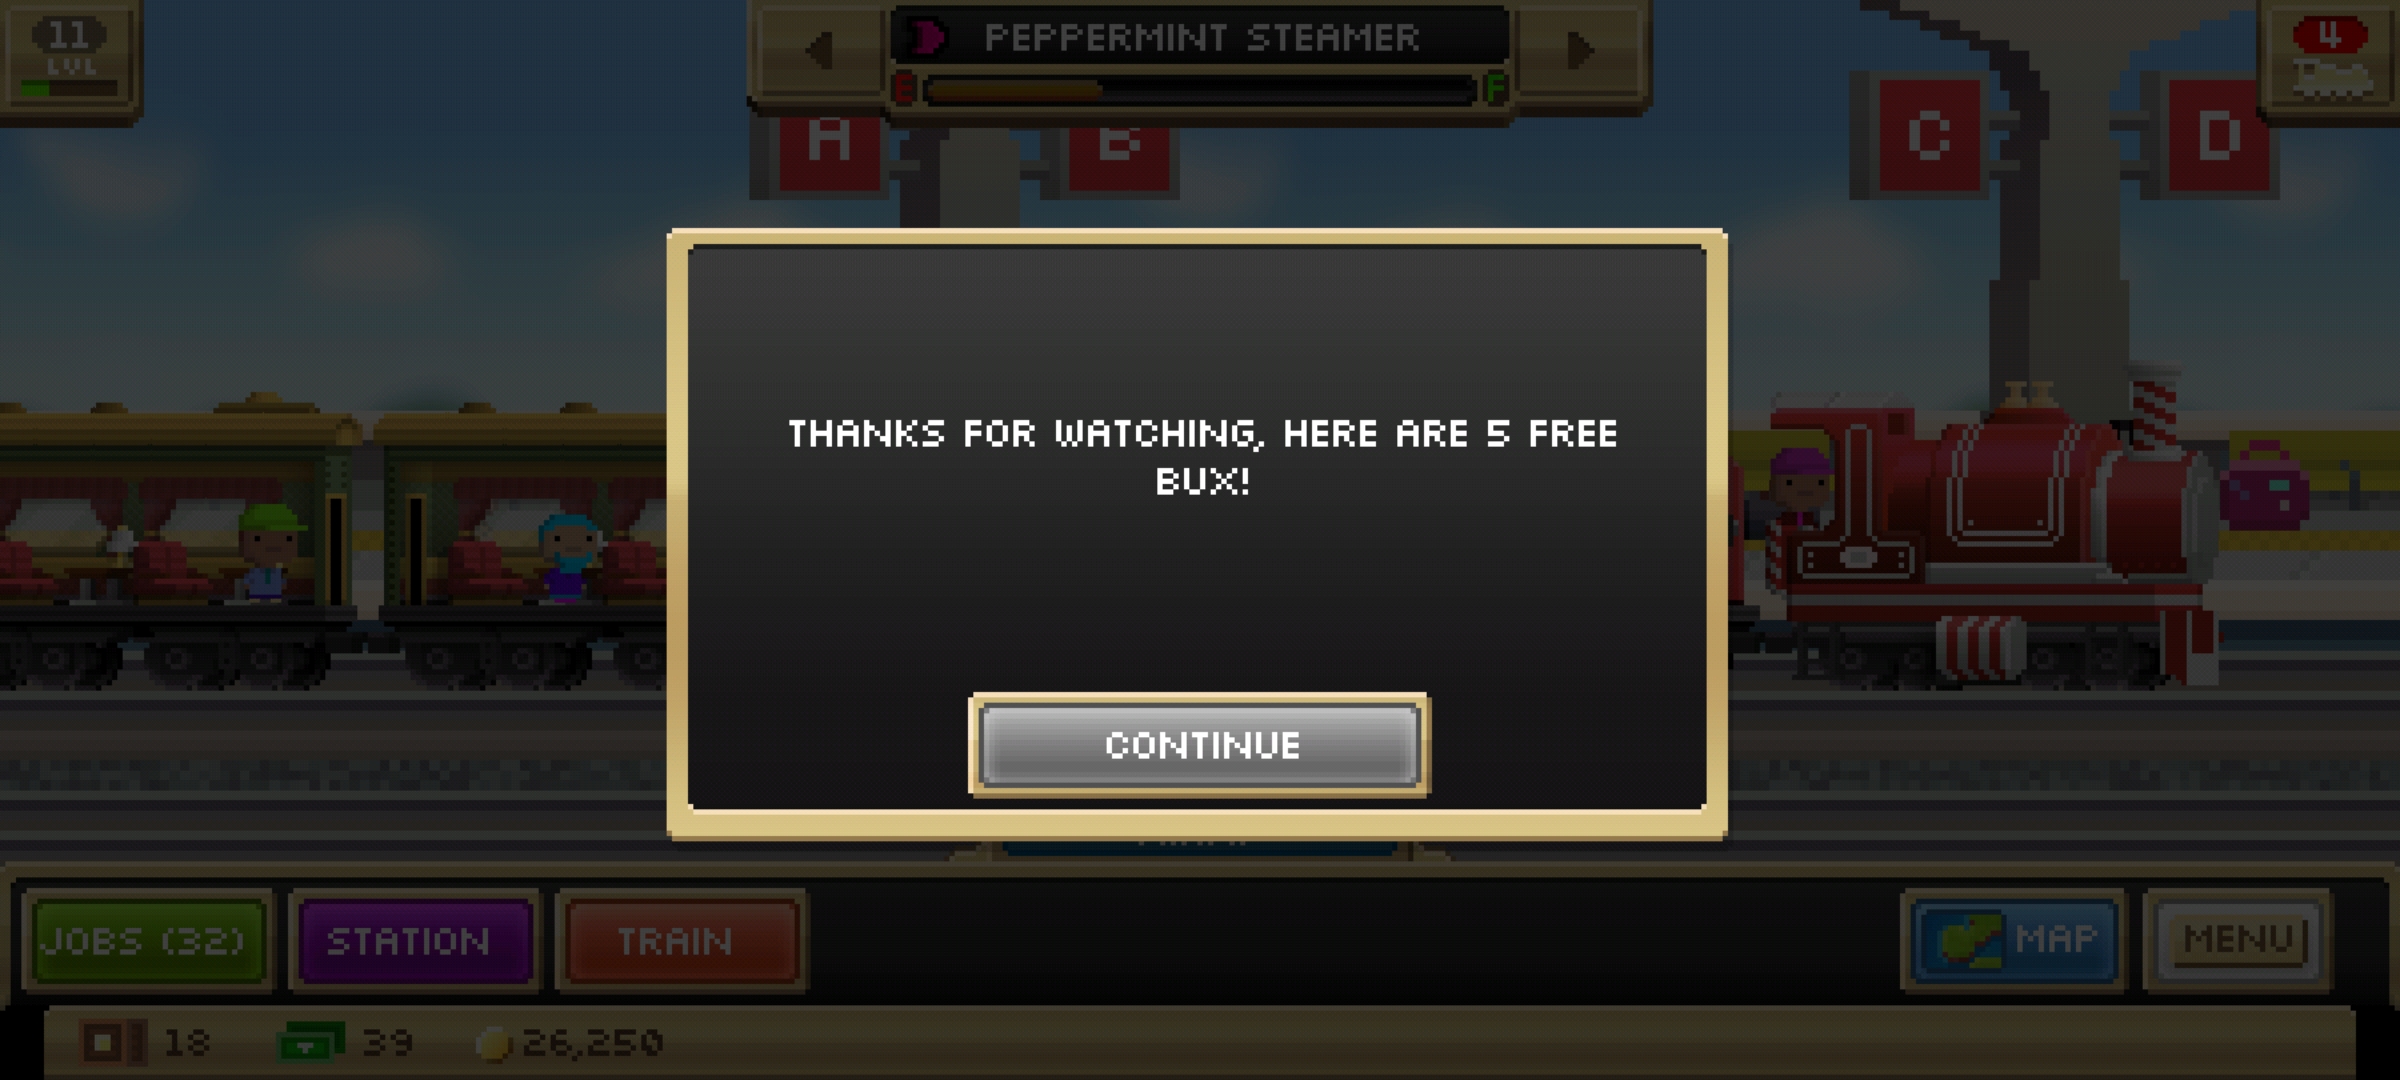 11
LVL
PEPPERMINT STEAMER
E
F
4
A
B
C
D
THANKS FOR WATCHING, HERE ARE 5 FREE
BUX!
CONTINUE
JOBS (32)
STATION
TRAIN
MAP
MENU
18
39
26,250